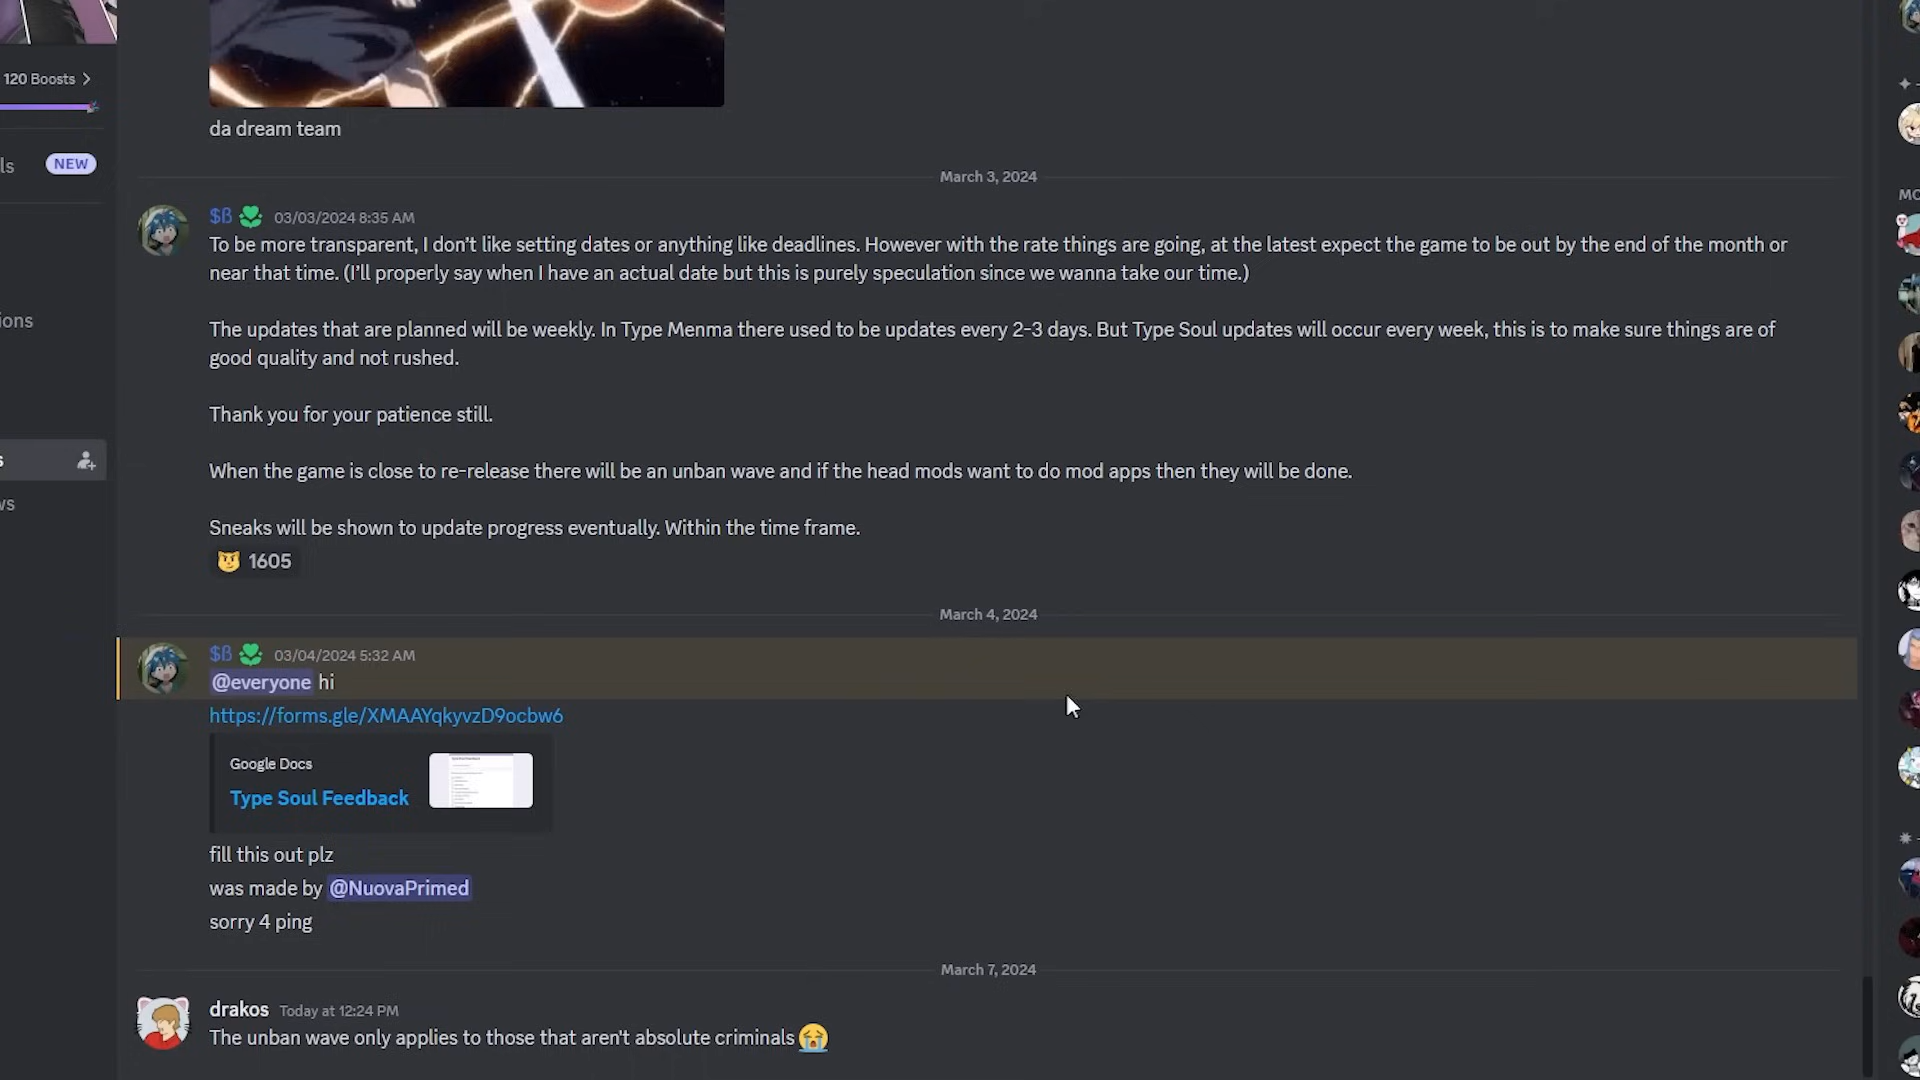 120 Boosts
da dream team
ls NEW
March 3, 2024
$ß 03/03/2024 8:35 AM
To be more transparent, I don't like setting dates or anything like deadlines. However with the rate things are going, at the latest expect the game to be out by the end of the month or
near that time. (I'll properly say when I have an actual date but this is purely speculation since we wanna take our time.)
The updates that are planned will be weekly. In Type Menma there used to be updates every 2-3 days. But Type Soul updates will occur every week, this is to make sure things are of
good quality and not rushed.
Thank you for your patience still.
When the game is close to re-release there will be an unban wave and if the head mods want to do mod apps then they will be done.
Sneaks will be shown to update progress eventually. Within the time frame.
1605
ions
s
ws
MO
March 4, 2024
$ß 03/04/2024 5:32 AM
@everyone hi
https://forms.gle/XMAAYqkyvzD9ocbw6
Google Docs
Type Soul Feedback
fill this out plz
was made by @NuovaPrimed
sorry 4 ping
March 7, 2024
drakos Today at 12:24 PM
The unban wave only applies to those that aren't absolute criminals